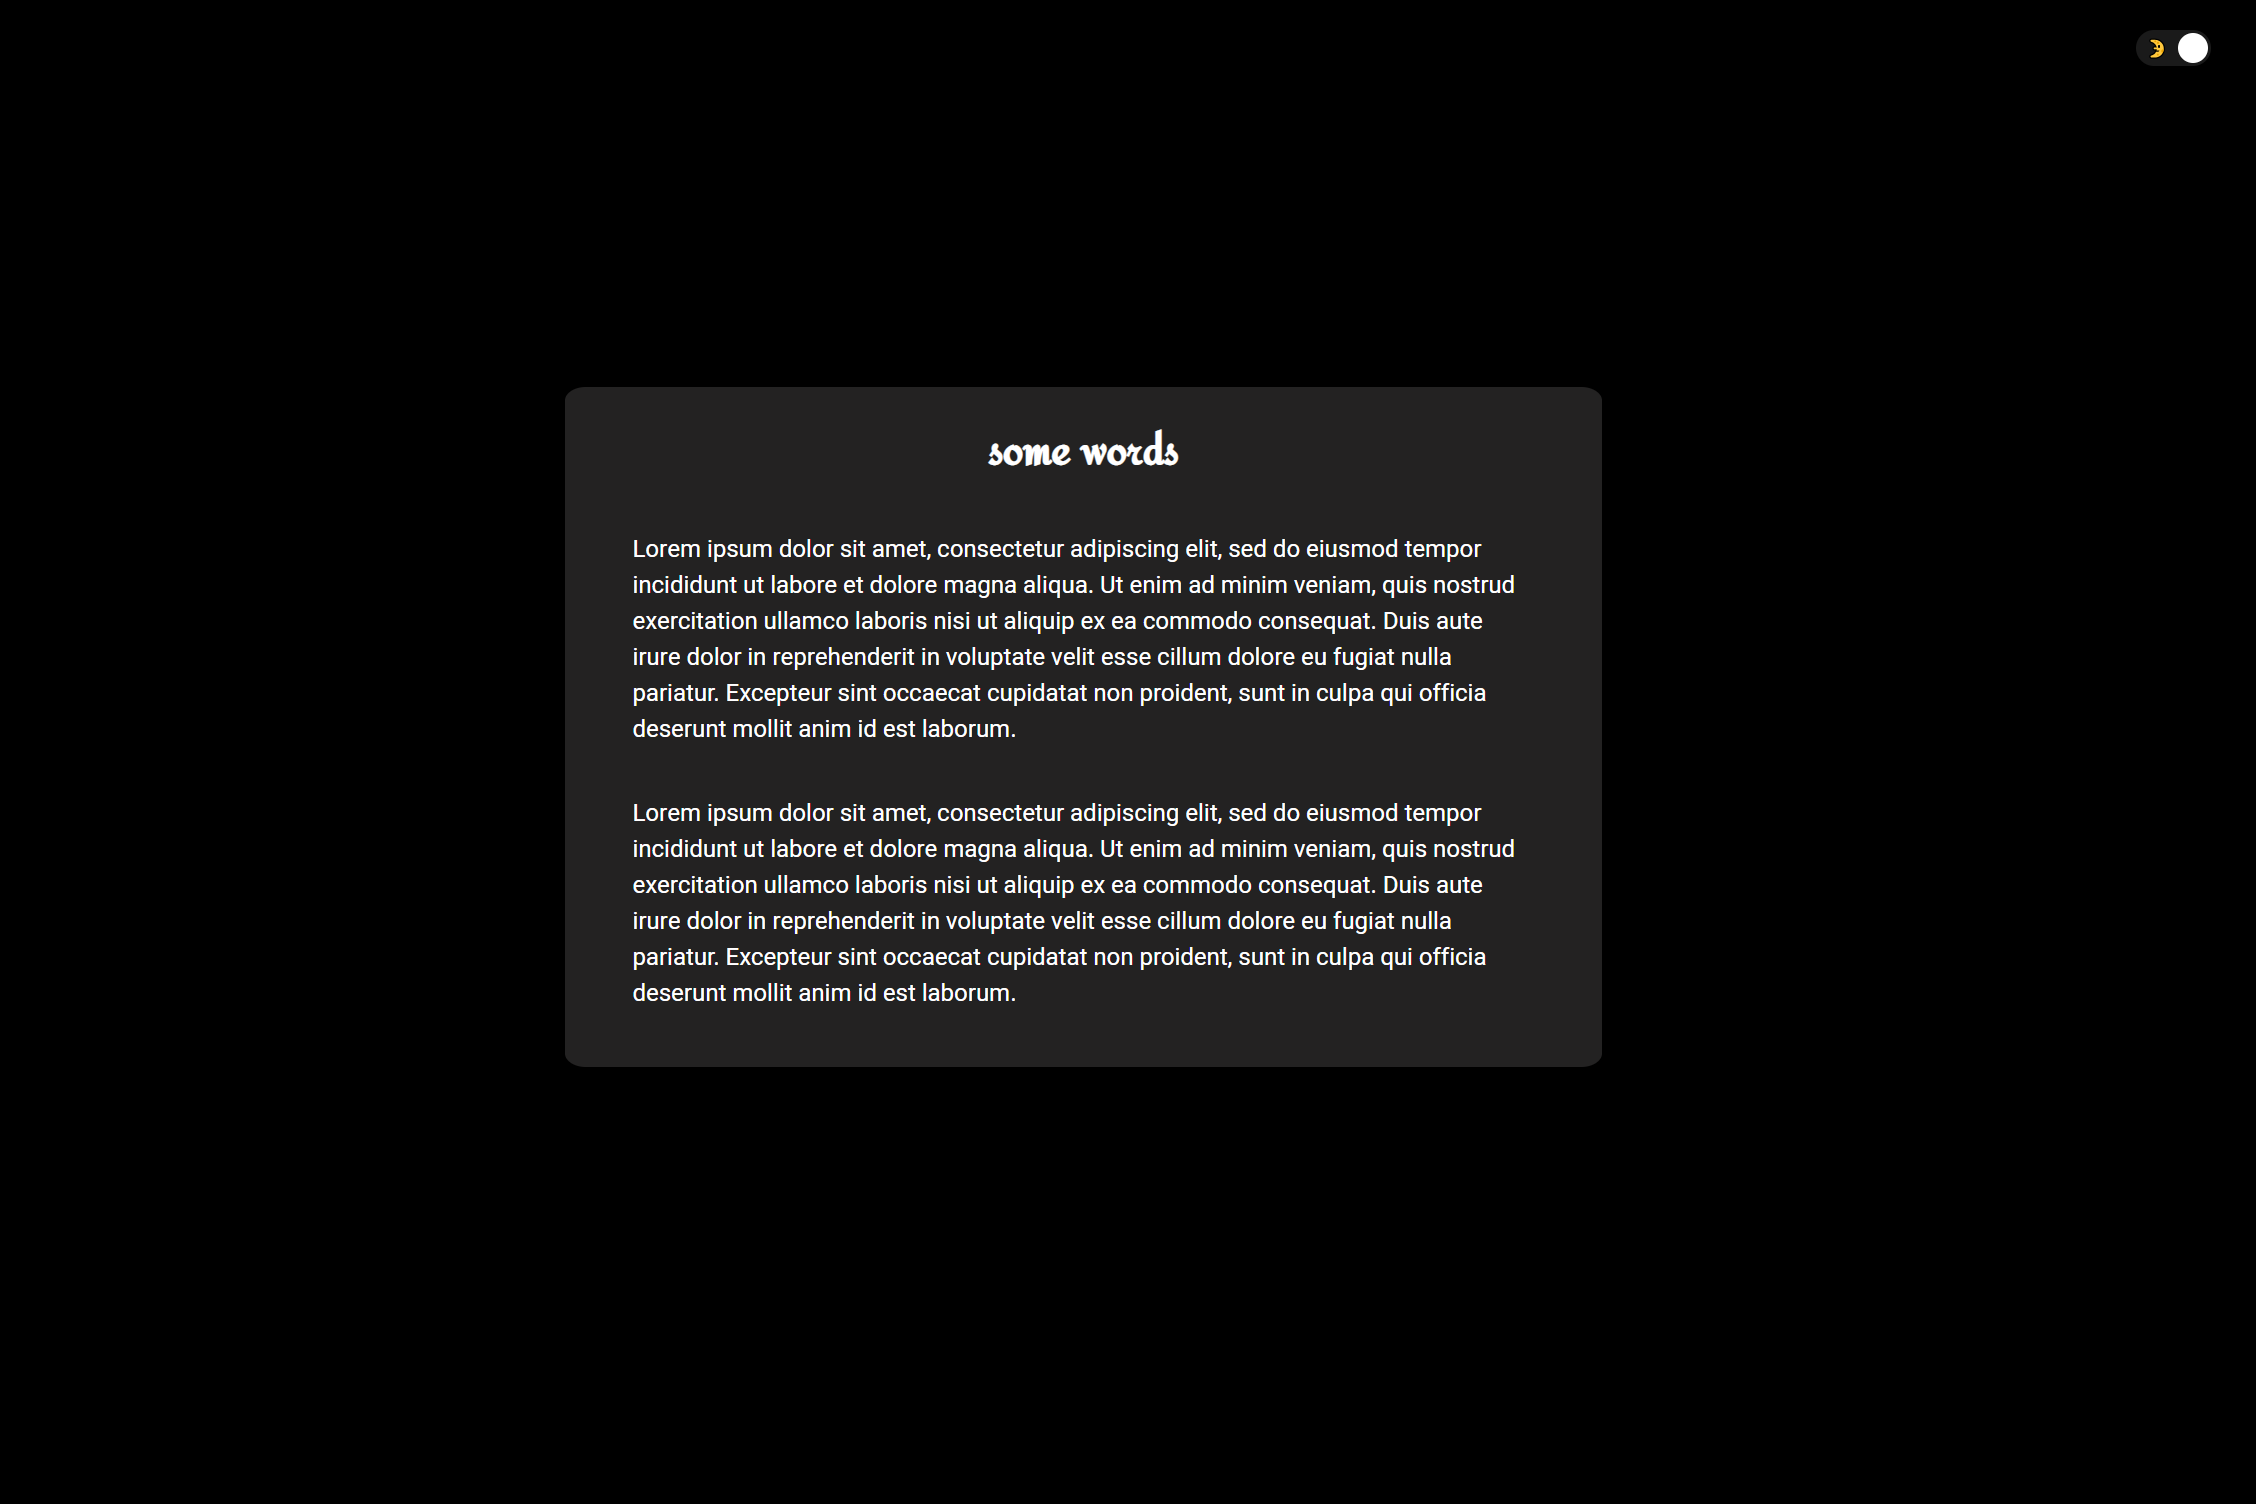 some words
Lorem ipsum dolor sit amet, consectetur adipiscing elit, sed do eiusmod tempor
incididunt ut labore et dolore magna aliqua. Ut enim ad minim veniam, quis nostrud
exercitation ullamco laboris nisi ut aliquip ex ea commodo consequat. Duis aute
irure dolor in reprehenderit in voluptate velit esse cillum dolore eu fugiat nulla
pariatur. Excepteur sint occaecat cupidatat non proident, sunt in culpa qui officia
deserunt mollit anim id est laborum.
Lorem ipsum dolor sit amet, consectetur adipiscing elit, sed do eiusmod tempor
incididunt ut labore et dolore magna aliqua. Ut enim ad minim veniam, quis nostrud
exercitation ullamco laboris nisi ut aliquip ex ea commodo consequat. Duis aute
irure dolor in reprehenderit in voluptate velit esse cillum dolore eu fugiat nulla
pariatur. Excepteur sint occaecat cupidatat non proident, sunt in culpa qui officia
deserunt mollit anim id est laborum.